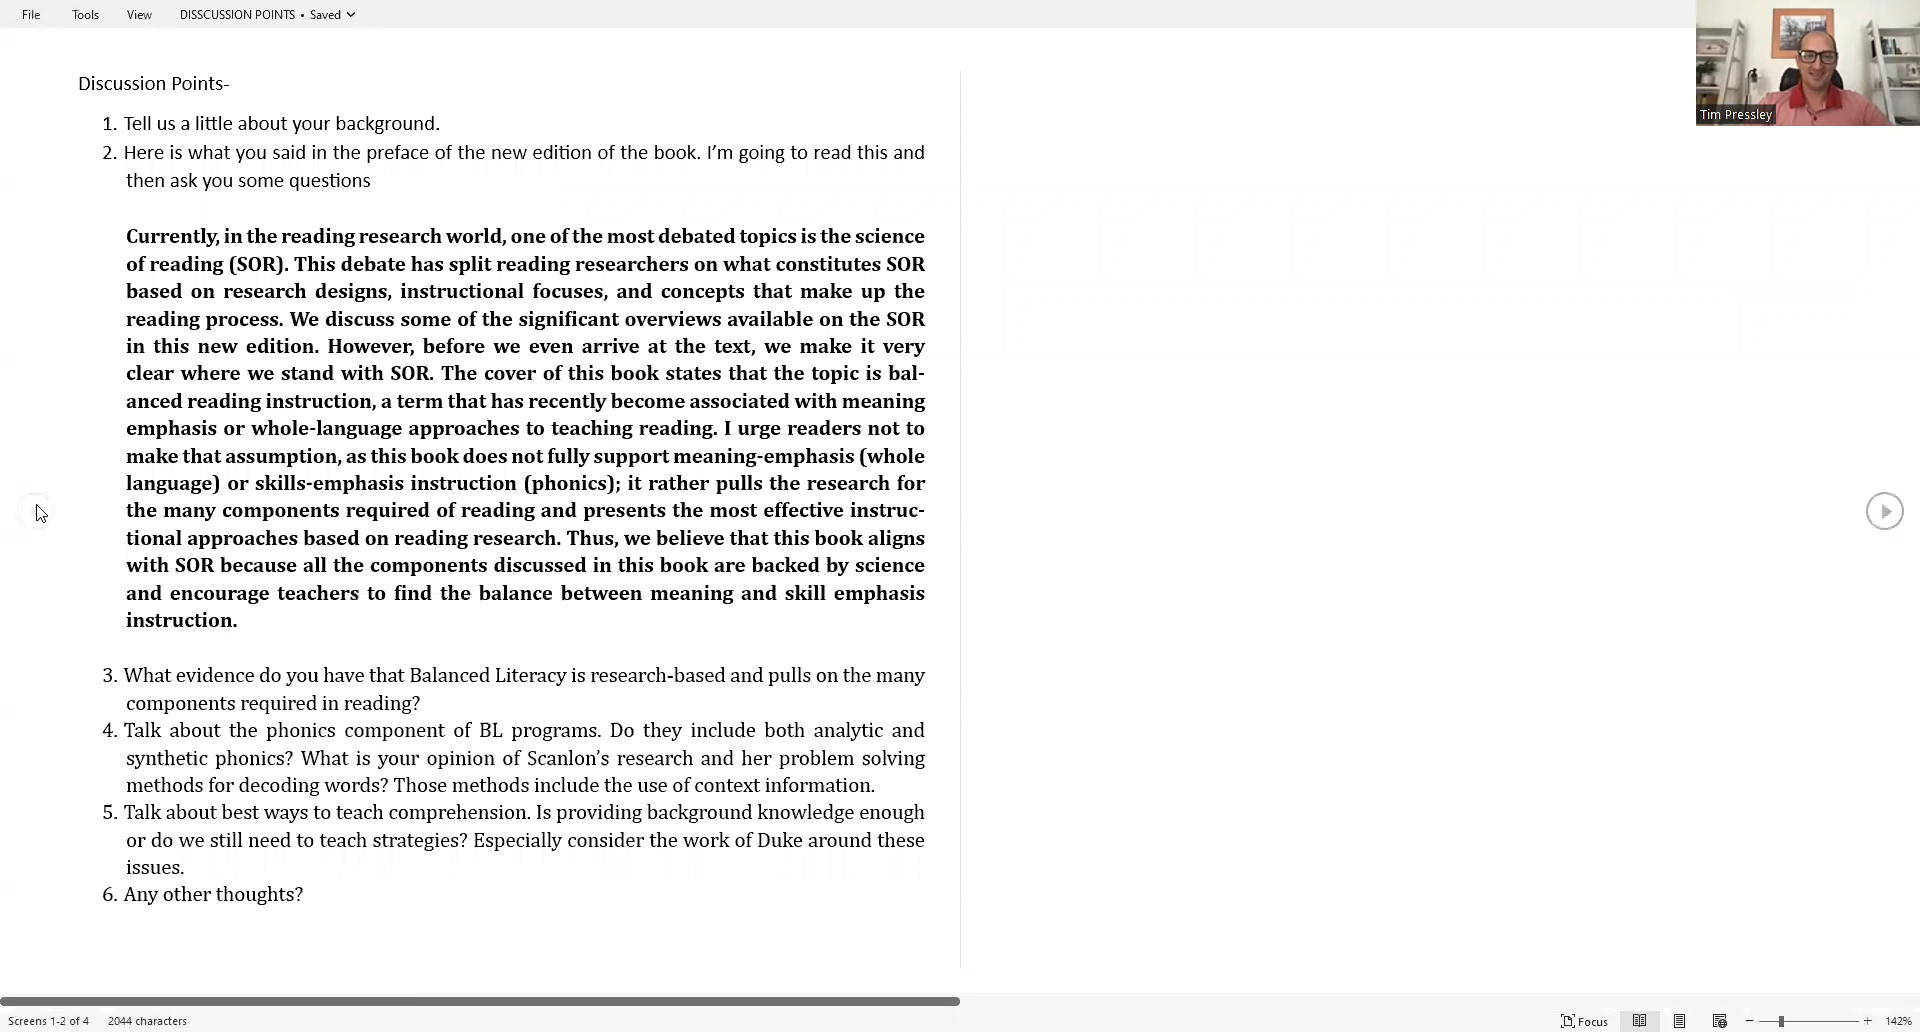 File Tools View DISSCUSSION POINTS • Saved
Tim Pressley
Discussion Points-
1. Tell us a little about your background.
2. Here is what you said in the preface of the new edition of the book. I’m going to read this and
then ask you some questions
Currently, in the reading research world, one of the most debated topics is the science
of reading (SOR). This debate has split reading researchers on what constitutes SOR
based on research designs, instructional focuses, and concepts that make up the
reading process. We discuss some of the significant overviews available on the SOR
in this new edition. However, before we even arrive at the text, we make it very
clear where we stand with SOR. The cover of this book states that the topic is bal-
anced reading instruction, a term that has recently become associated with meaning
emphasis or whole-language approaches to teaching reading. I urge readers not to
make that assumption, as this book does not fully support meaning-emphasis (whole
language) or skills-emphasis instruction (phonics); it rather pulls the research for
the many components required of reading and presents the most effective instruc-
tional approaches based on reading research. Thus, we believe that this book aligns
with SOR because all the components discussed in this book are backed by science
and encourage teachers to find the balance between meaning and skill emphasis
instruction.
3. What evidence do you have that Balanced Literacy is research-based and pulls on the many
components required in reading?
4. Talk about the phonics component of BL programs. Do they include both analytic and
synthetic phonics? What is your opinion of Scanlon’s research and her problem solving
methods for decoding words? Those methods include the use of context information.
5. Talk about best ways to teach comprehension. Is providing background knowledge enough
or do we still need to teach strategies? Especially consider the work of Duke around these
issues.
6. Any other thoughts?
Screens 1-2 of 4 2044 characters Focus 142%